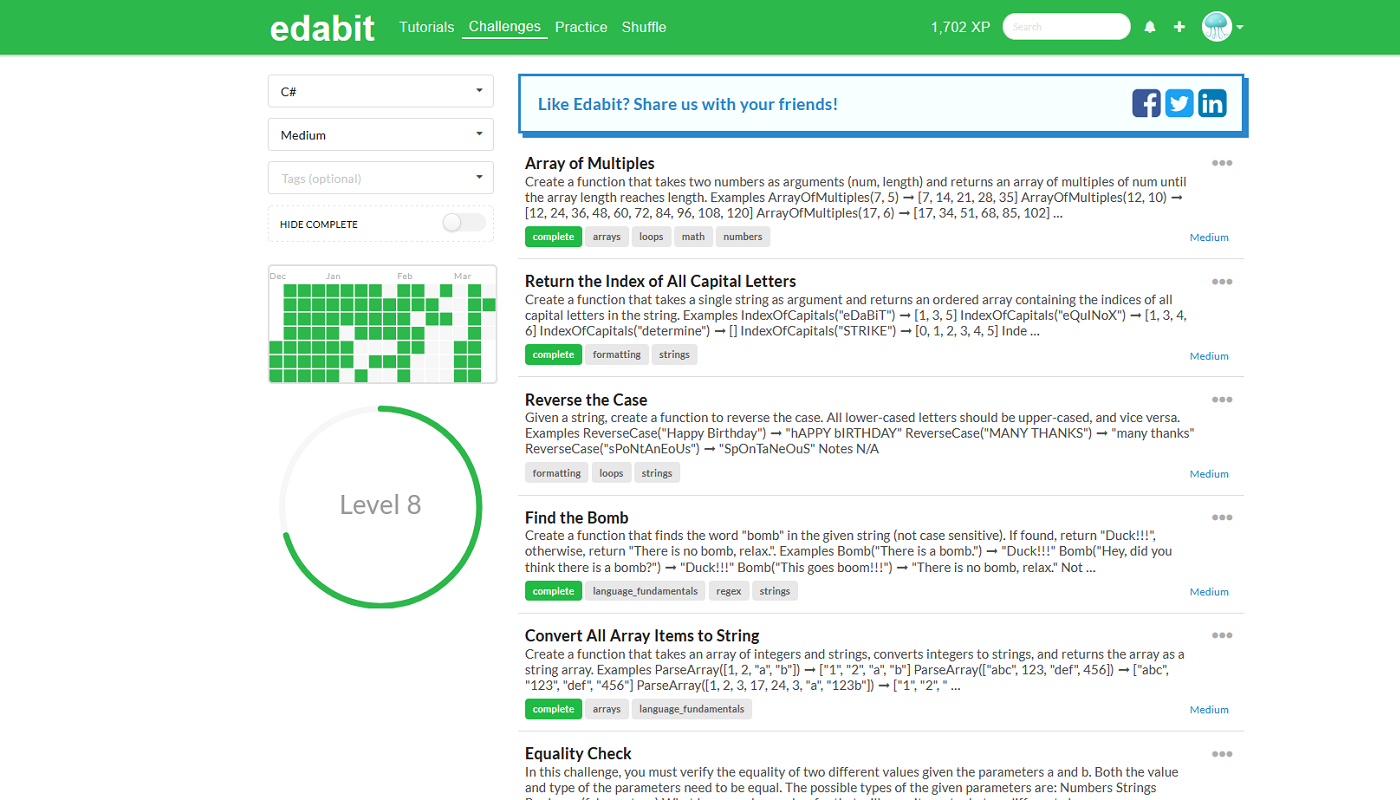 edabit
Tutorials Challenges Practice Shuffle
1,702 XP
Search
C#
Medium
Tags (optional)
HIDE COMPLETE
Dec Jan Feb Mar
Level 8
Like Edabit? Share us with your friends!
Array of Multiples
Create a function that takes two numbers as arguments (num, length) and returns an array of multiples of num until
the array length reaches length. Examples ArrayOfMultiples(7, 5) ➞ [7, 14, 21, 28, 35] ArrayOfMultiples(12, 10) ➞
[12, 24, 36, 48, 60, 72, 84, 96, 108, 120] ArrayOfMultiples(17, 6) ➞ [17, 34, 51, 68, 85, 102] ...
complete arrays loops math numbers
Medium
Return the Index of All Capital Letters
Create a function that takes a single string as argument and returns an ordered array containing the indices of all
capital letters in the string. Examples IndexOfCapitals("eDaBiT") ➞ [1, 3, 5] IndexOfCapitals("eQuINoX") ➞ [1, 3, 4,
6] IndexOfCapitals("determine") ➞ [] IndexOfCapitals("STRIKE") ➞ [0, 1, 2, 3, 4, 5] Inde ...
complete formatting strings
Medium
Reverse the Case
Given a string, create a function to reverse the case. All lower-cased letters should be upper-cased, and vice versa.
Examples ReverseCase("Happy Birthday") ➞ "hAPPY bIRTHDAY" ReverseCase("MANY THANKS") ➞ "many thanks"
ReverseCase("sPoNtAnEoUs") ➞ "SpOnTaNeOuS" Notes N/A
formatting loops strings
Medium
Find the Bomb
Create a function that finds the word "bomb" in the given string (not case sensitive). If found, return "Duck!!!",
otherwise, return "There is no bomb, relax.". Examples Bomb("There is a bomb.") ➞ "Duck!!!" Bomb("Hey, did you
think there is a bomb?") ➞ "Duck!!!" Bomb("This goes boom!!!") ➞ "There is no bomb, relax." Not ...
complete language_fundamentals regex strings
Medium
Convert All Array Items to String
Create a function that takes an array of integers and strings, converts integers to strings, and returns the array as a
string array. Examples ParseArray([1, 2, "a", "b"]) ➞ ["1", "2", "a", "b"] ParseArray(["abc", 123, "def", 456]) ➞ ["abc",
"123", "def", "456"] ParseArray([1, 2, 3, 17, 24, 3, "a", "123b"]) ➞ ["1", "2", " ...
complete arrays language_fundamentals
Medium
Equality Check
In this challenge, you must verify the equality of two different values given the parameters a and b. Both the value
and type of the parameters need to be equal. The possible types of the given parameters are: Numbers Strings